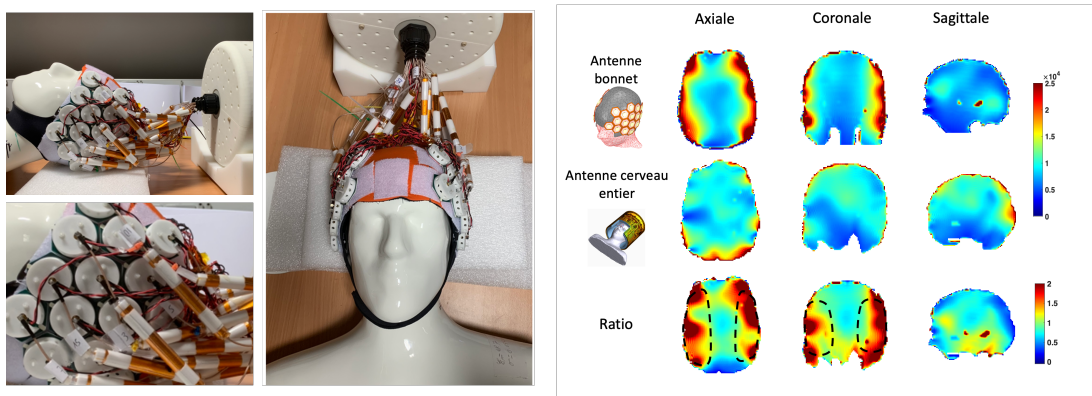 Axiale
Coronale
Sagittale
Antenne
bonnet
×10⁴
2.5
2
1.5
1
0.5
0
Antenne cerveau
entier
Ratio
2
1.5
1
0.5
0